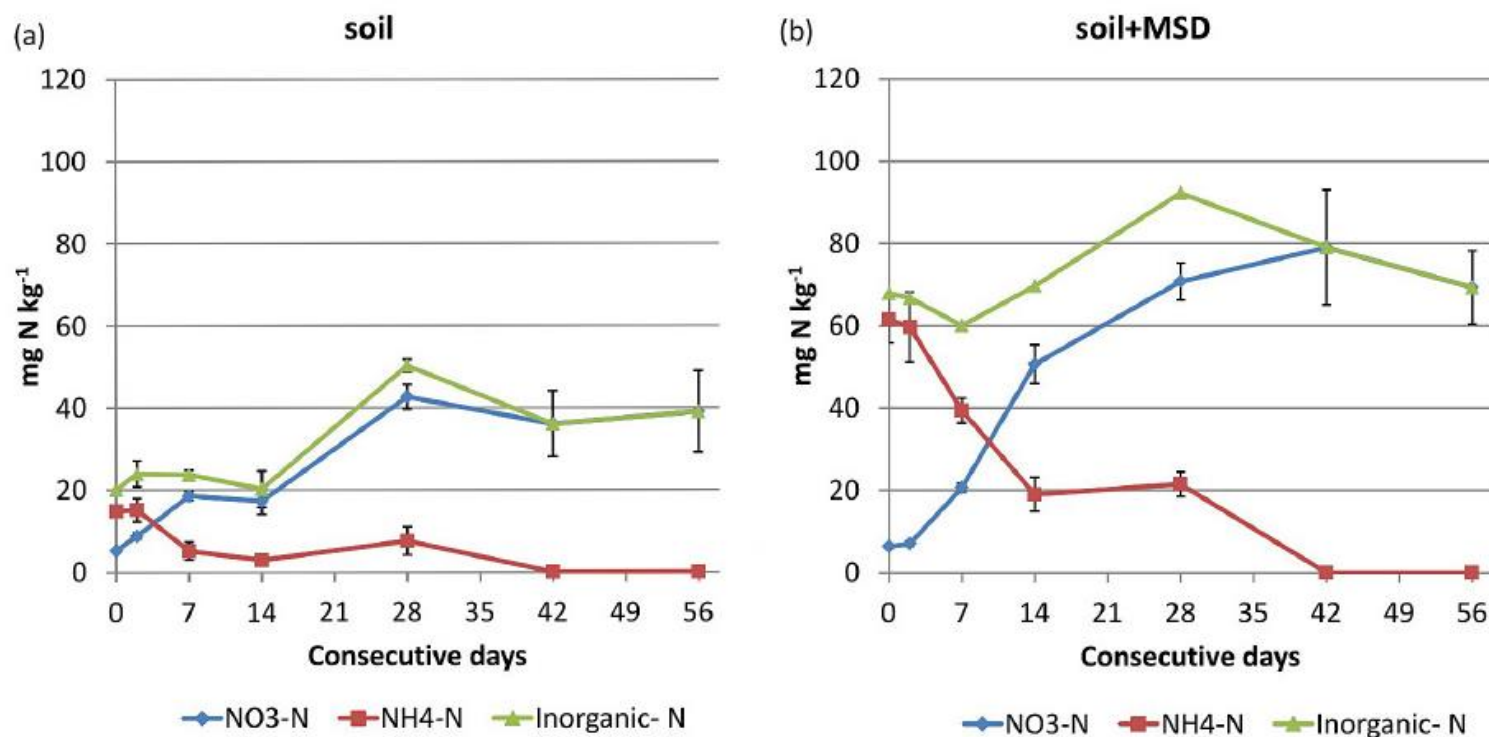 (a) soil
mg N kg⁻¹
120
100
80
60
40
20
0
0 7 14 21 28 35 42 49 56
Consecutive days
NO3-N NH4-N Inorganic- N
(b) soil+MSD
mg N kg⁻¹
120
100
80
60
40
20
0
0 7 14 21 28 35 42 49 56
Consecutive days
NO3-N NH4-N Inorganic- N